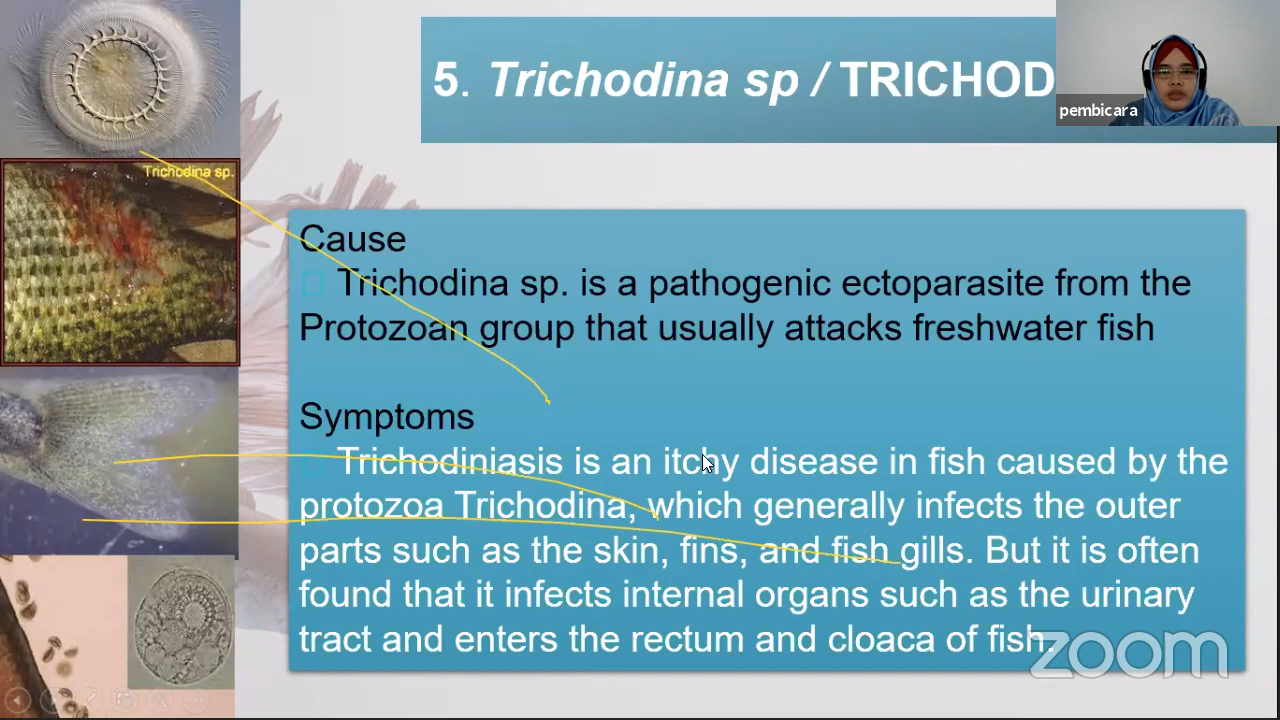 5. Trichodina sp / TRICHOD
pembicara
Trichodina sp.
Cause
Trichodina sp. is a pathogenic ectoparasite from the
Protozoan group that usually attacks freshwater fish
Symptoms
Trichodiniasis is an itchy disease in fish caused by the
protozoa Trichodina, which generally infects the outer
parts such as the skin, fins, and fish gills. But it is often
found that it infects internal organs such as the urinary
tract and enters the rectum and cloaca of fish.
zoom